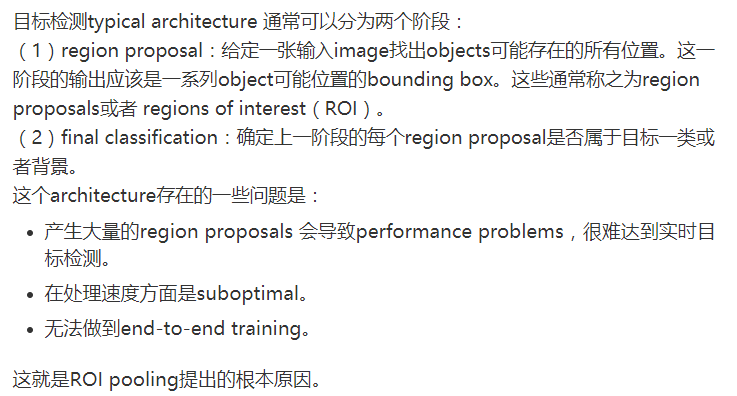 目标检测typical architecture 通常可以分为两个阶段：
（1）region proposal：给定一张输入image找出objects可能存在的所有位置。这一
阶段的输出应该是一系列object可能位置的bounding box。这些通常称之为region
proposals或者 regions of interest（ROI）。
（2）final classification：确定上一阶段的每个region proposal是否属于目标一类或
者背景。
这个architecture存在的一些问题是：
• 产生大量的region proposals 会导致performance problems，很难达到实时目
标检测。
• 在处理速度方面是suboptimal。
• 无法做到end-to-end training。
这就是ROI pooling提出的根本原因。